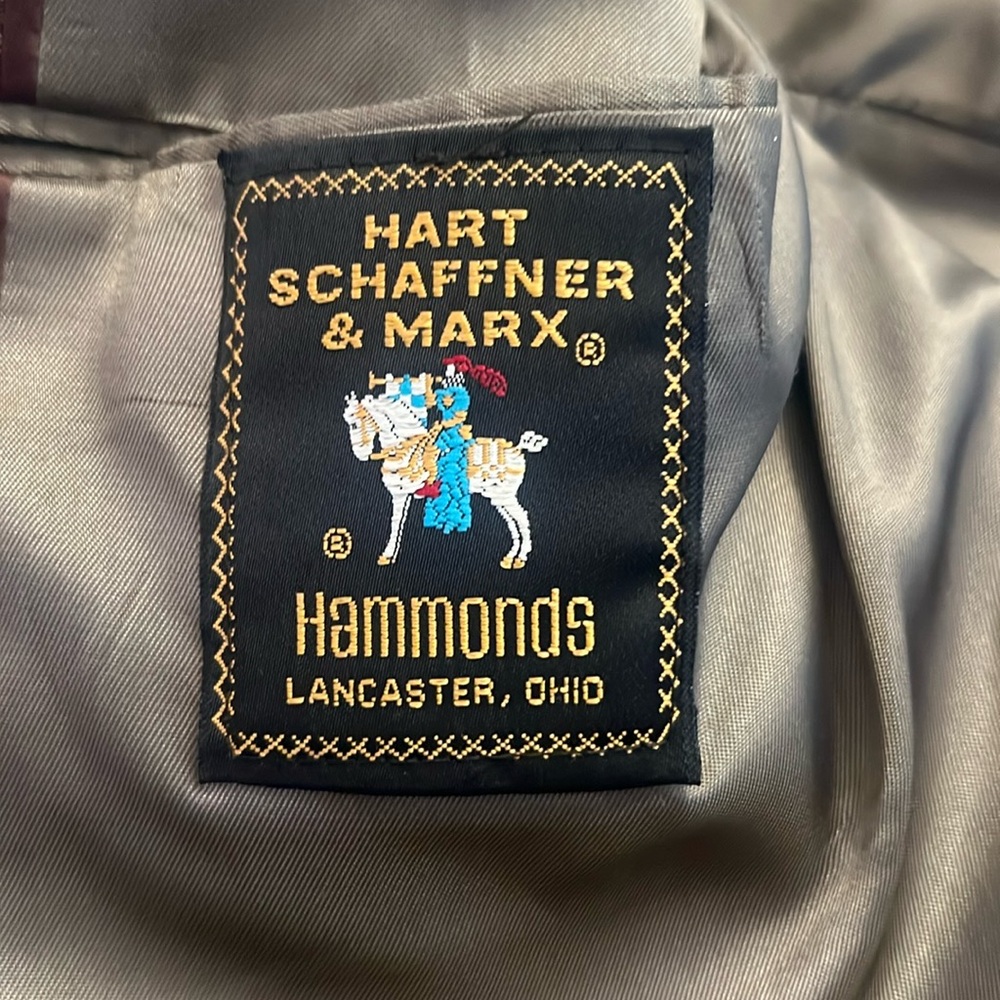 HART
SCHAFFNER
& MARX®
®
Hammonds
LANCASTER, OHIO